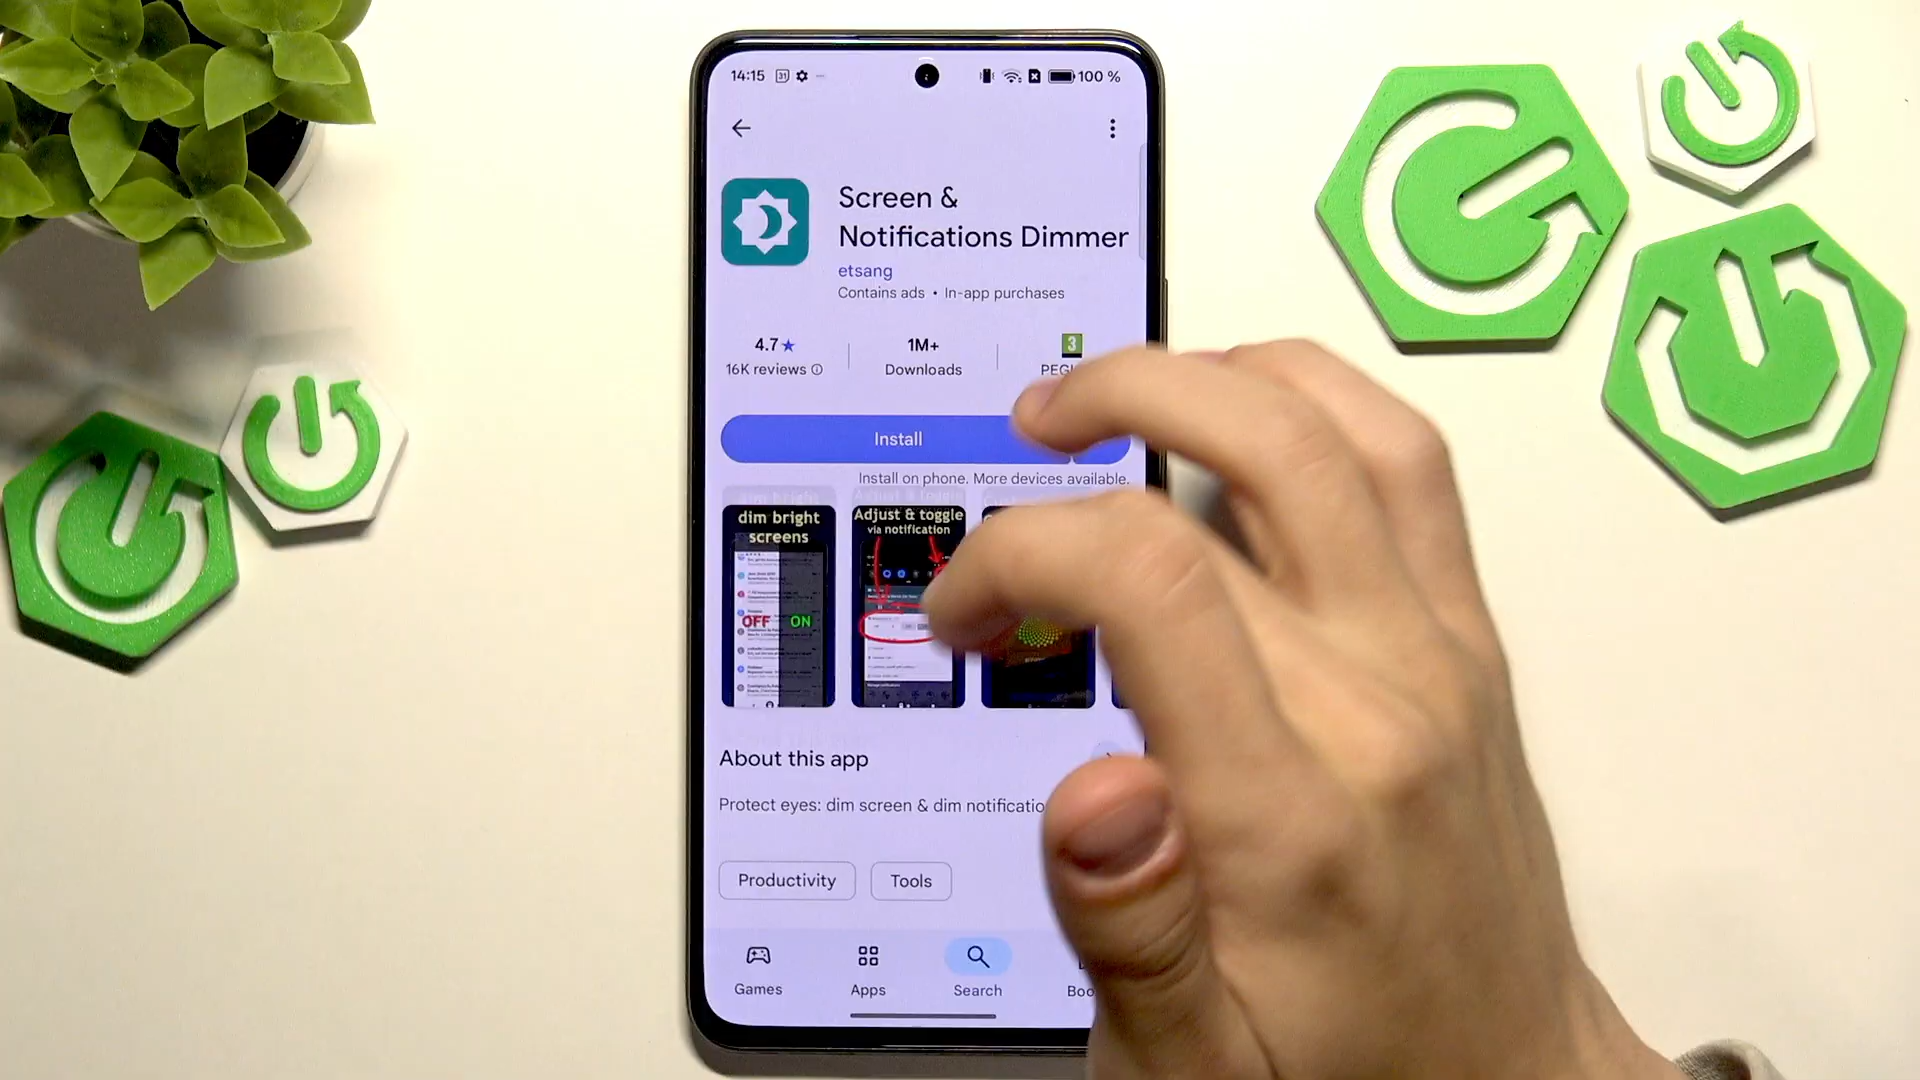 14:15 31 100 %
Screen &
Notifications Dimmer
etsang
Contains ads • In-app purchases
4.7★ 1M+ 3
16K reviews Downloads
Install
Install on phone. More devices available.
dim bright
screens
OFF ON
Adjust & toggle
via notification
About this app
Protect eyes: dim screen & dim
Productivity Tools
Games Apps Search